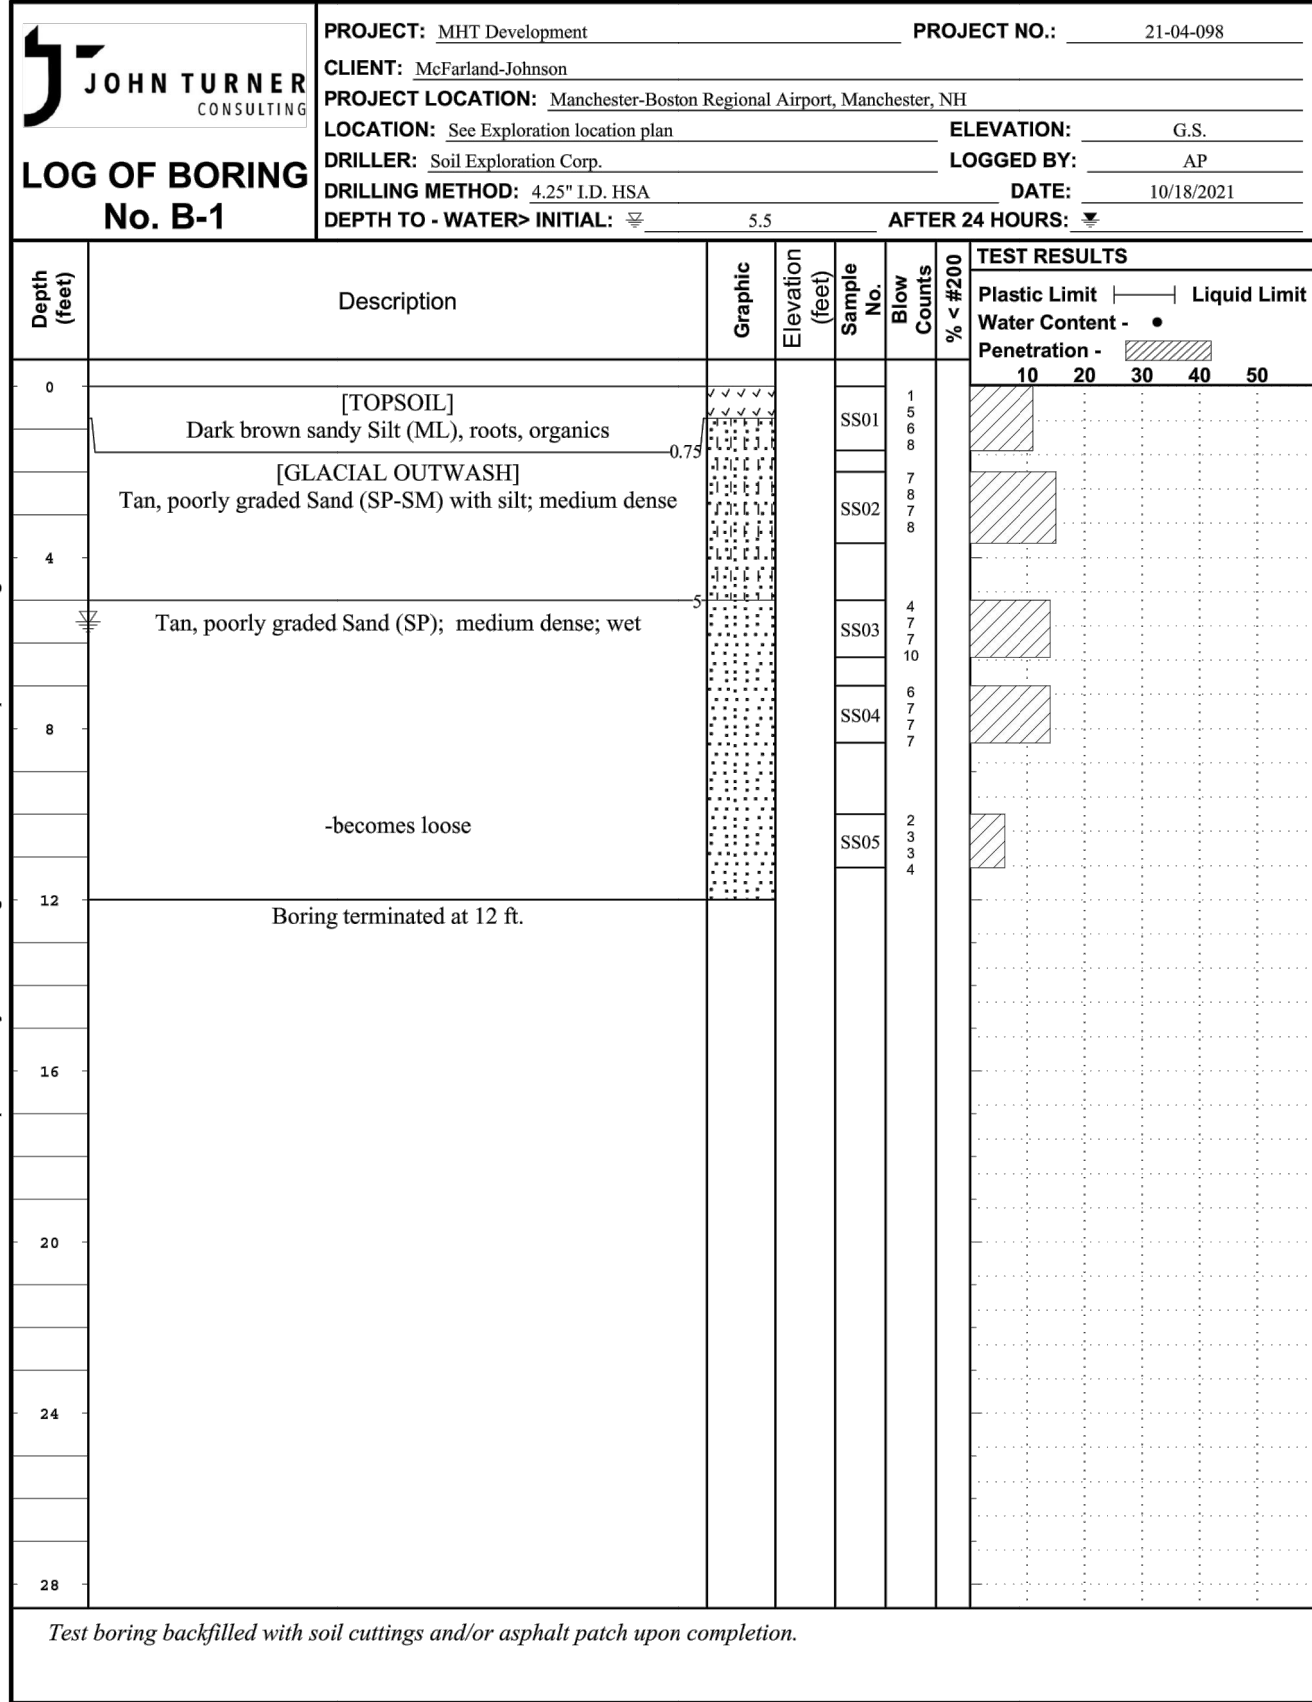 JOHN TURNER
CONSULTING
LOG OF BORING
No. B-1
PROJECT: MHT Development PROJECT NO.: 21-04-098
CLIENT: McFarland-Johnson
PROJECT LOCATION: Manchester-Boston Regional Airport, Manchester, NH
LOCATION: See Exploration location plan ELEVATION: G.S.
DRILLER: Soil Exploration Corp. LOGGED BY: AP
DRILLING METHOD: 4.25" I.D. HSA DATE: 10/18/2021
DEPTH TO - WATER> INITIAL: 5.5 AFTER 24 HOURS:
Depth
(feet)
Description
Graphic
Elevation
(feet)
Sample
No.
Blow
Counts
% < #200
TEST RESULTS
Plastic Limit Liquid Limit
Water Content - •
Penetration -
10 20 30 40 50
0
[TOPSOIL]
Dark brown sandy Silt (ML), roots, organics
0.75
SS01
1
5
6
8
[GLACIAL OUTWASH]
Tan, poorly graded Sand (SP-SM) with silt; medium dense
SS02
7
8
7
8
4
5
Tan, poorly graded Sand (SP); medium dense; wet
SS03
4
7
7
10
8
SS04
6
7
7
7
-becomes loose
SS05
2
3
3
4
12
Boring terminated at 12 ft.
16
20
24
28
Test boring backfilled with soil cuttings and/or asphalt patch upon completion.